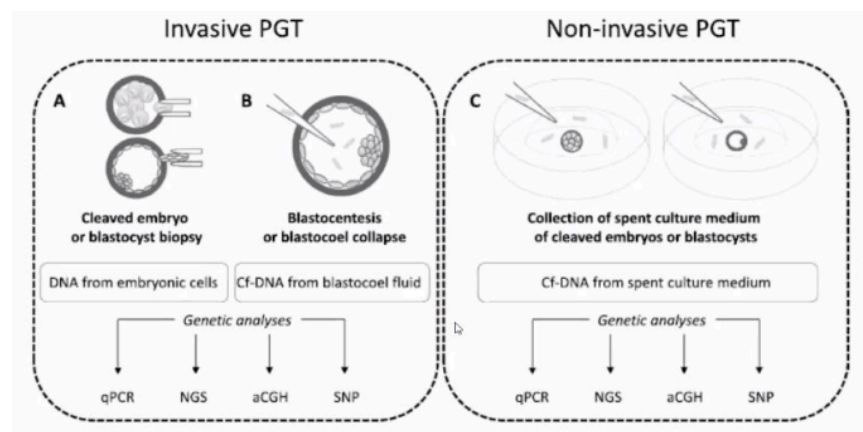 Invasive PGT
Non-invasive PGT
A
B
C
Cleaved embryo
or blastocyst biopsy
Blastocentesis
or blastocoel collapse
Collection of spent culture medium
of cleaved embryos or blastocysts
DNA from embryonic cells
Cf-DNA from blastocoel fluid
Cf-DNA from spent culture medium
Genetic analyses
Genetic analyses
qPCR
NGS
aCGH
SNP
qPCR
NGS
aCGH
SNP